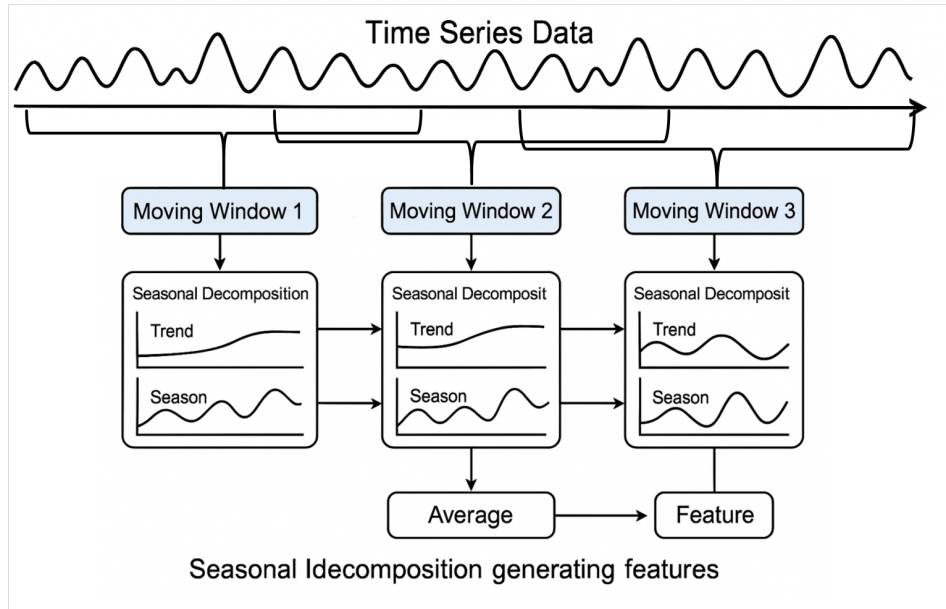 Time Series Data
Moving Window 1
Moving Window 2
Moving Window 3
Seasonal Decomposition
Trend
Season
Seasonal Decomposit
Trend
Season
Seasonal Decomposit
Trend
Season
Average
Feature
Seasonal Idecomposition generating features